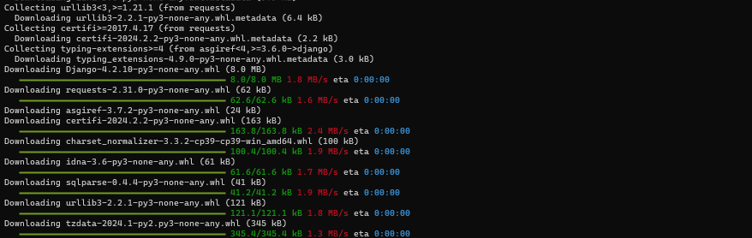 Collecting urllib3<3,>=1.21.1 (from requests)
Downloading urllib3-2.2.1-py3-none-any.whl.metadata (6.4 kB)
Collecting certifi>=2017.4.17 (from requests)
Downloading certifi-2024.2.2-py3-none-any.whl.metadata (2.2 kB)
Collecting typing-extensions>=4 (from asgiref<4,>=3.6.0->django)
Downloading typing_extensions-4.9.0-py3-none-any.whl.metadata (3.0 kB)
Downloading Django-4.2.10-py3-none-any.whl (8.0 MB)
8.0/8.0 MB 1.8 MB/s eta 0:00:00
Downloading requests-2.31.0-py3-none-any.whl (62 kB)
62.6/62.6 kB 1.6 MB/s eta 0:00:00
Downloading asgiref-3.7.2-py3-none-any.whl (24 kB)
Downloading certifi-2024.2.2-py3-none-any.whl (163 kB)
163.8/163.8 kB 2.4 MB/s eta 0:00:00
Downloading charset_normalizer-3.3.2-cp39-cp39-win_amd64.whl (100 kB)
100.4/100.4 kB 1.9 MB/s eta 0:00:00
Downloading idna-3.6-py3-none-any.whl (61 kB)
61.6/61.6 kB 1.7 MB/s eta 0:00:00
Downloading sqlparse-0.4.4-py3-none-any.whl (41 kB)
41.2/41.2 kB 1.9 MB/s eta 0:00:00
Downloading urllib3-2.2.1-py3-none-any.whl (121 kB)
121.1/121.1 kB 1.8 MB/s eta 0:00:00
Downloading tzdata-2024.1-py2.py3-none-any.whl (345 kB)
345.4/345.4 kB 1.3 MB/s eta 0:00:00